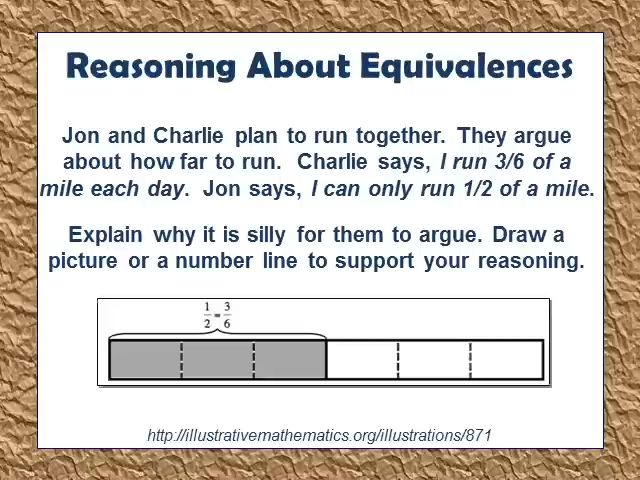 Reasoning About Equivalences
Jon and Charlie plan to run together. They argue
about how far to run. Charlie says, I run 3/6 of a
mile each day. Jon says, I can only run 1/2 of a mile.
Explain why it is silly for them to argue. Draw a
picture or a number line to support your reasoning.
1/2 = 3/6
http://illustrativemathematics.org/illustrations/871